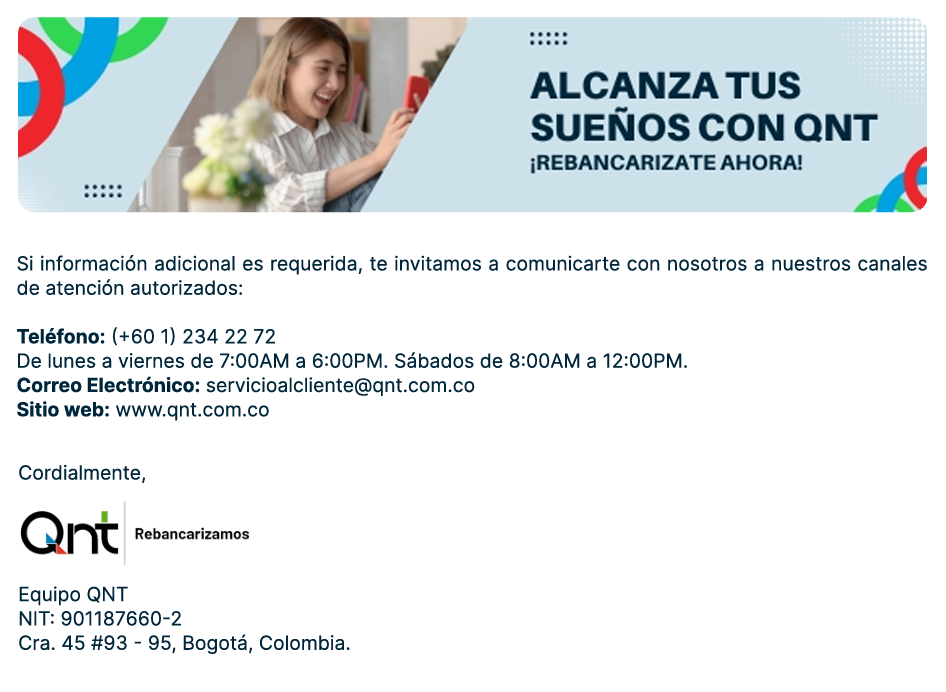 ALCANZA TUS
SUEÑOS CON QNT
¡REBANCARIZATE AHORA!
Si información adicional es requerida, te invitamos a comunicarte con nosotros a nuestros canales
de atención autorizados:
Teléfono: (+60 1) 234 22 72
De lunes a viernes de 7:00AM a 6:00PM. Sábados de 8:00AM a 12:00PM.
Correo Electrónico: servicioalcliente@qnt.com.co
Sitio web: www.qnt.com.co
Cordialmente,
Qnt Rebancarizamos
Equipo QNT
NIT: 901187660-2
Cra. 45 #93 - 95, Bogotá, Colombia.